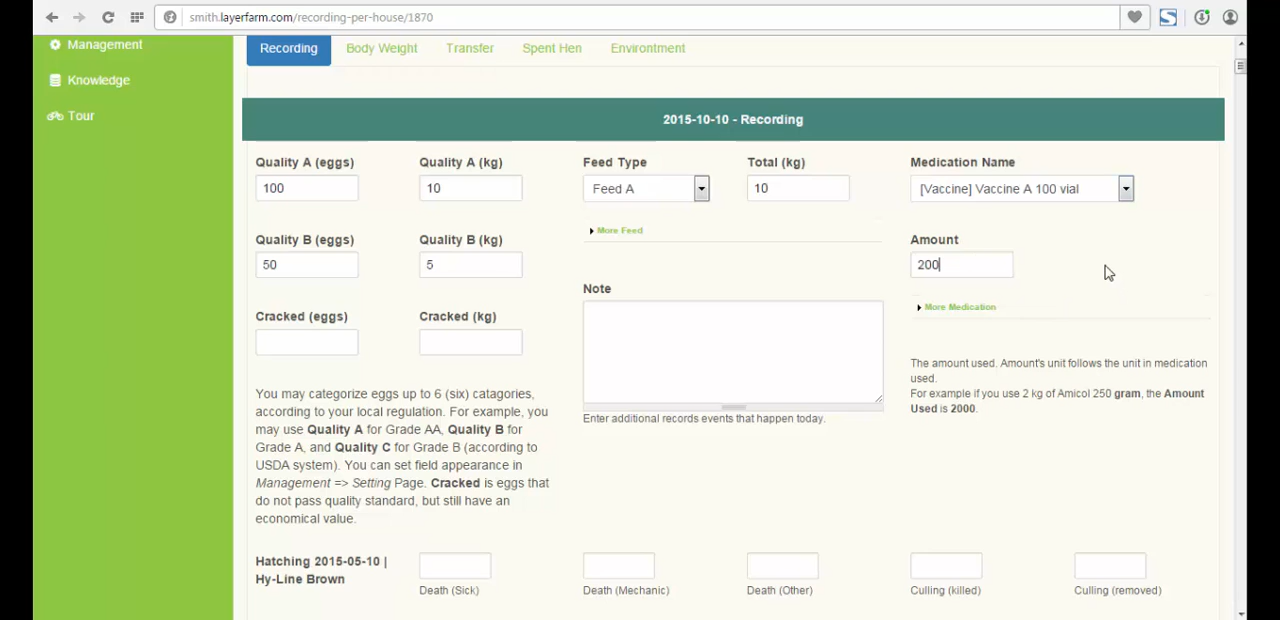 smith.layerfarm.com/recording-per-house/1870
Management
Knowledge
Tour
Recording
Body Weight
Transfer
Spent Hen
Environtment
2015-10-10 - Recording
Quality A (eggs)
Quality A (kg)
Feed Type
Total (kg)
Medication Name
100
10
Feed A
10
[Vaccine] Vaccine A 100 vial
More Feed
Quality B (eggs)
Quality B (kg)
Amount
50
5
200
Note
More Medication
Cracked (eggs)
Cracked (kg)
The amount used. Amount's unit follows the unit in medication
used.
For example if you use 2 kg of Amicol 250 gram, the Amount
Used is 2000.
Enter additional records events that happen today.
You may categorize eggs up to 6 (six) catagories,
according to your local regulation. For example, you
may use Quality A for Grade AA, Quality B for
Grade A, and Quality C for Grade B (according to
USDA system). You can set field appearance in
Management => Setting Page. Cracked is eggs that
do not pass quality standard, but still have an
economical value.
Hatching 2015-05-10 |
Hy-Line Brown
Death (Sick)
Death (Mechanic)
Death (Other)
Culling (killed)
Culling (removed)